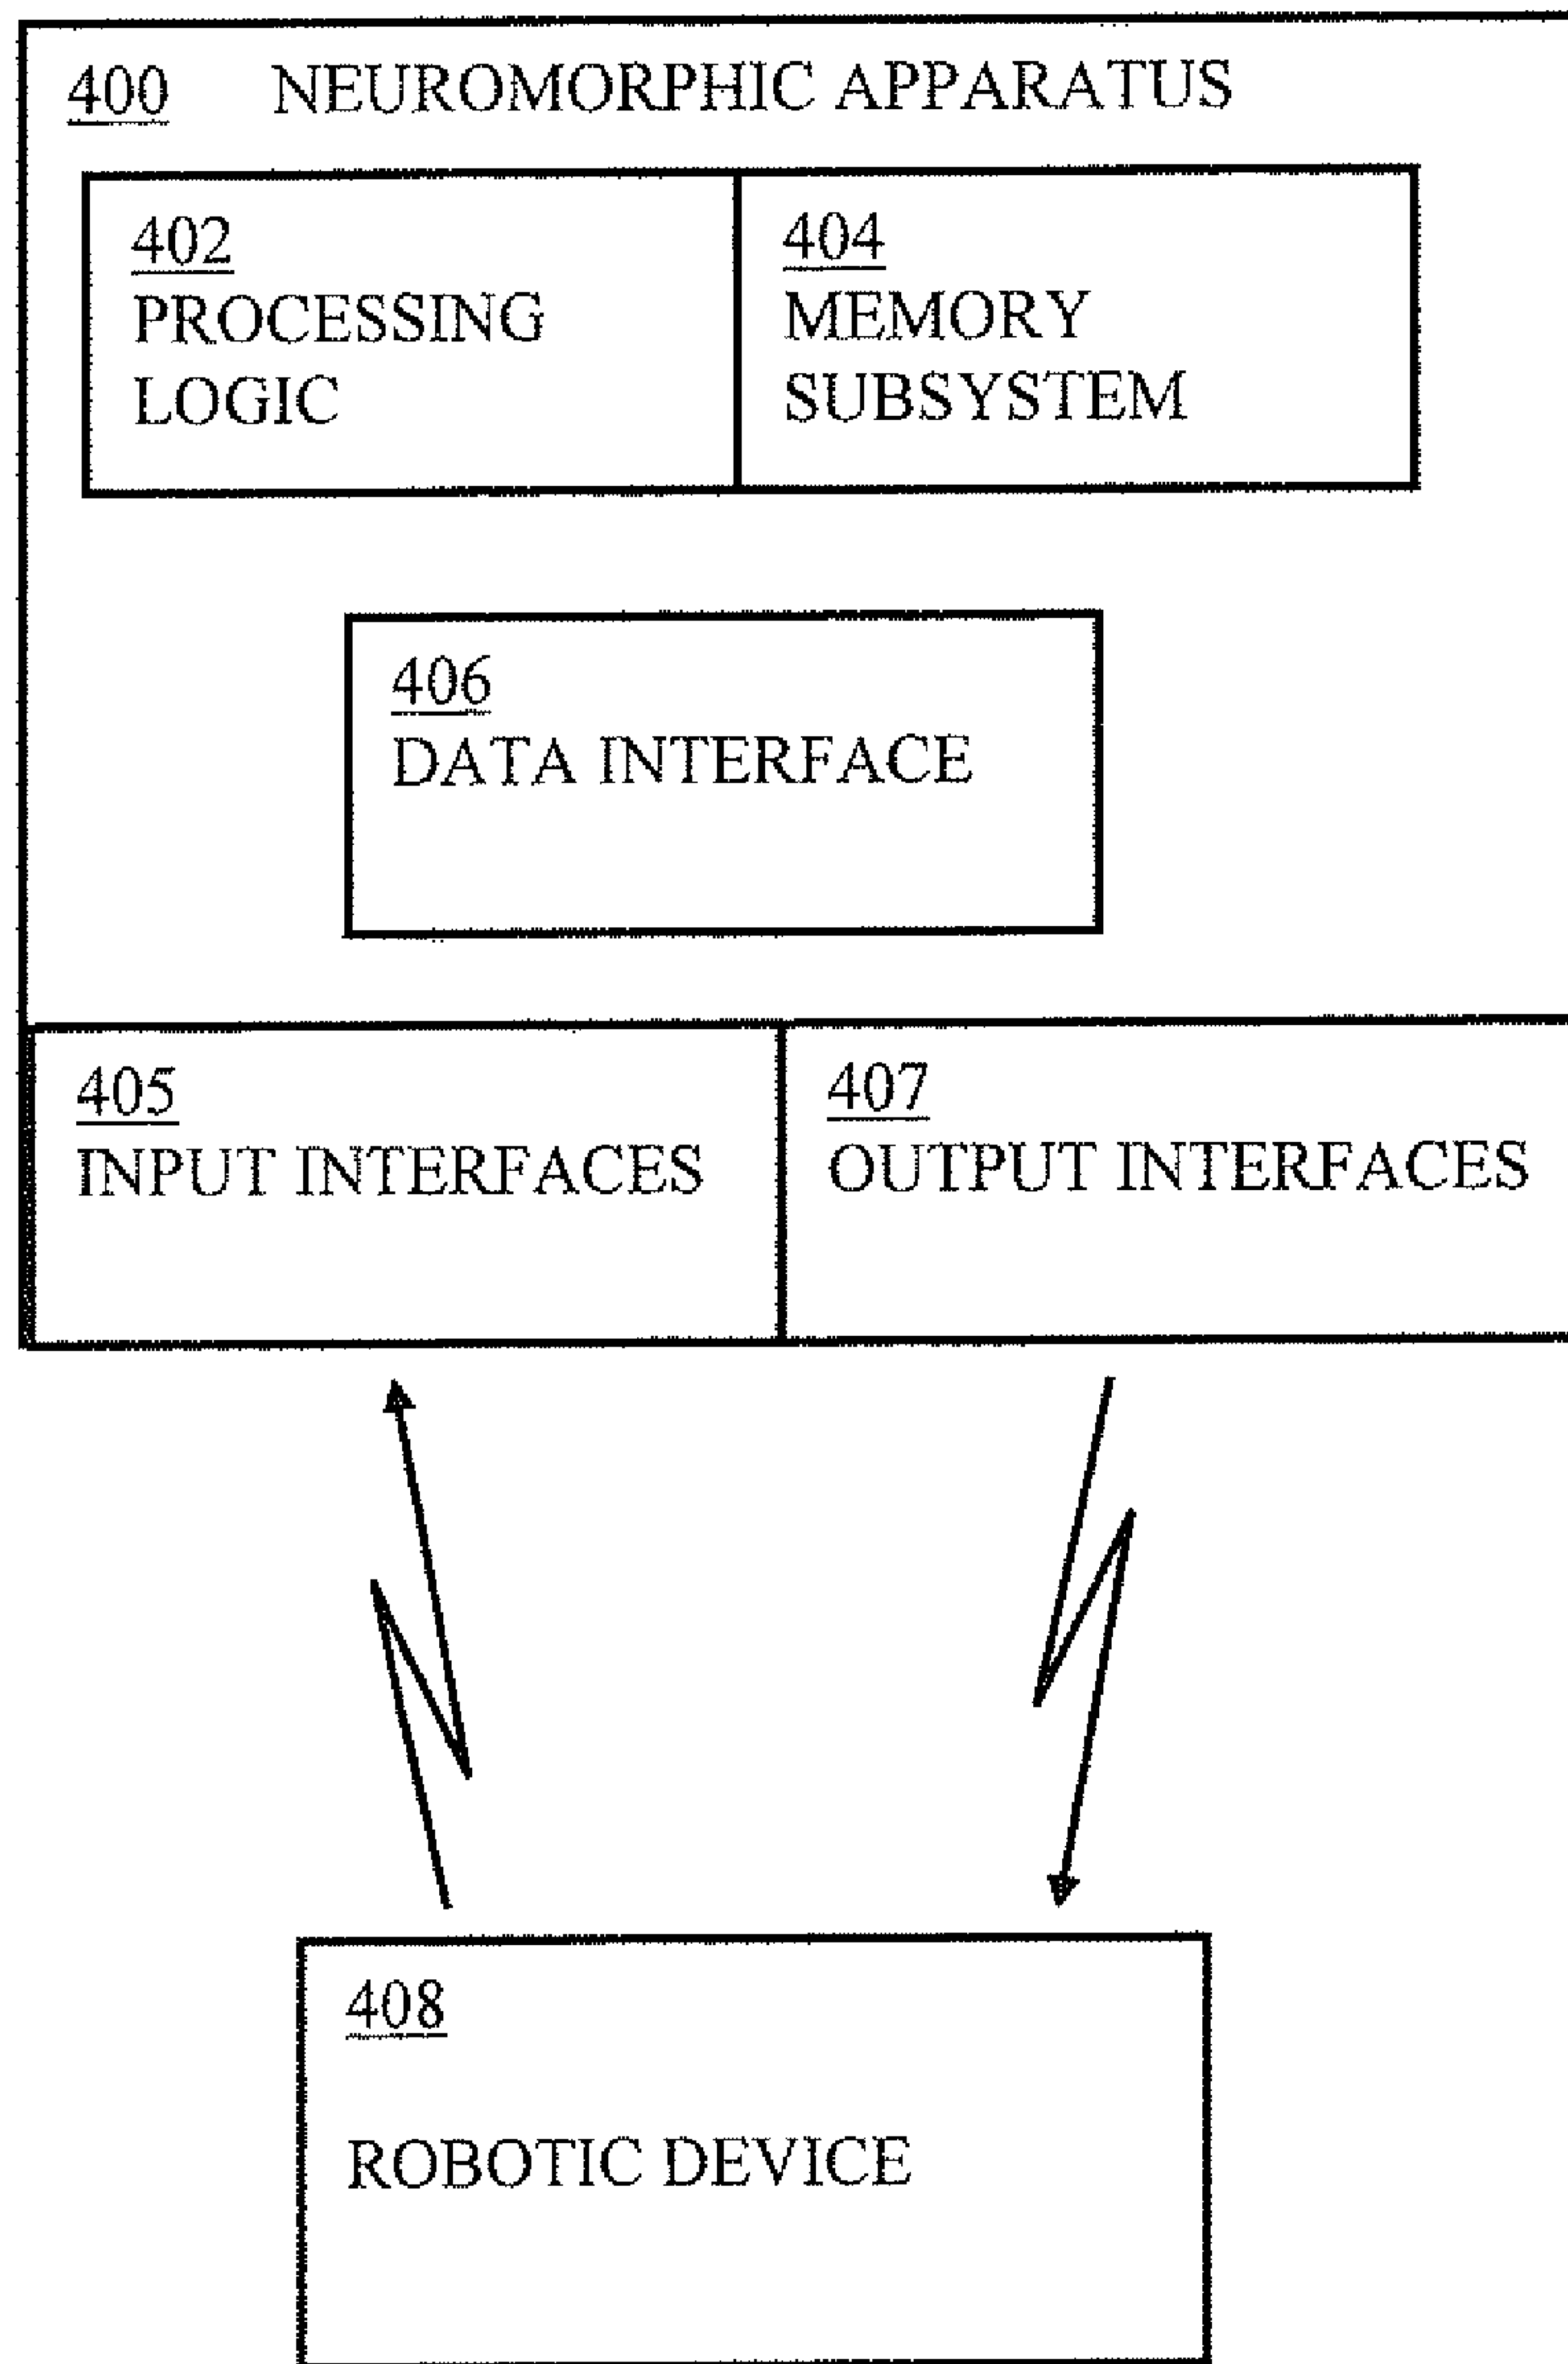 400 NEUROMORPHIC APPARATUS
402
PROCESSING
LOGIC
404
MEMORY
SUBSYSTEM
406
DATA INTERFACE
405
INPUT INTERFACES
407
OUTPUT INTERFACES
408
ROBOTIC DEVICE